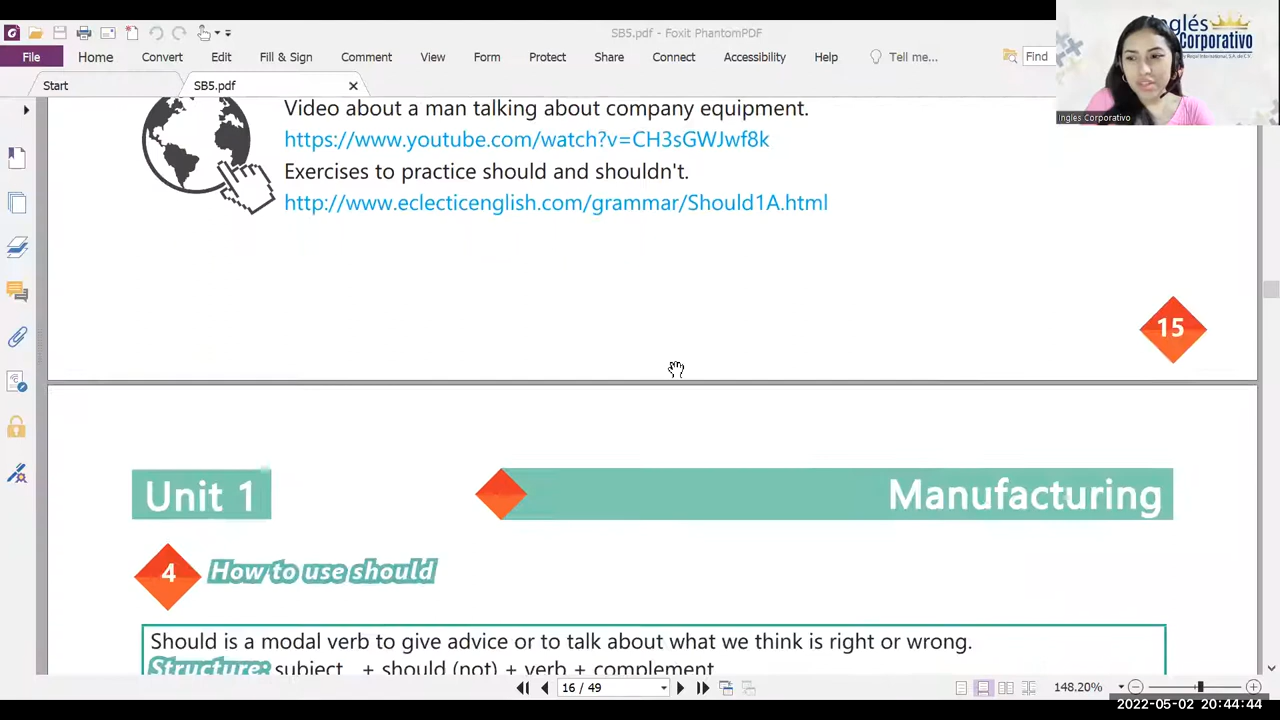 SB5.pdf - Foxit PhantomPDF
File Home Convert Edit Fill & Sign Comment View Form Protect Share Connect Accessibility Help Tell me... Find
Start SB5.pdf
Inglés
Corporativo
Ingles Corporativo
Video about a man talking about company equipment.
https://www.youtube.com/watch?v=CH3sGWJwf8k
Exercises to practice should and shouldn't.
http://www.eclecticenglish.com/grammar/Should1A.html
15
Unit 1 Manufacturing
4 How to use should
Should is a modal verb to give advice or to talk about what we think is right or wrong.
Structure: subject + should (not) + verb + complement
16 / 49 148.20%
2022-05-02 20:44:44